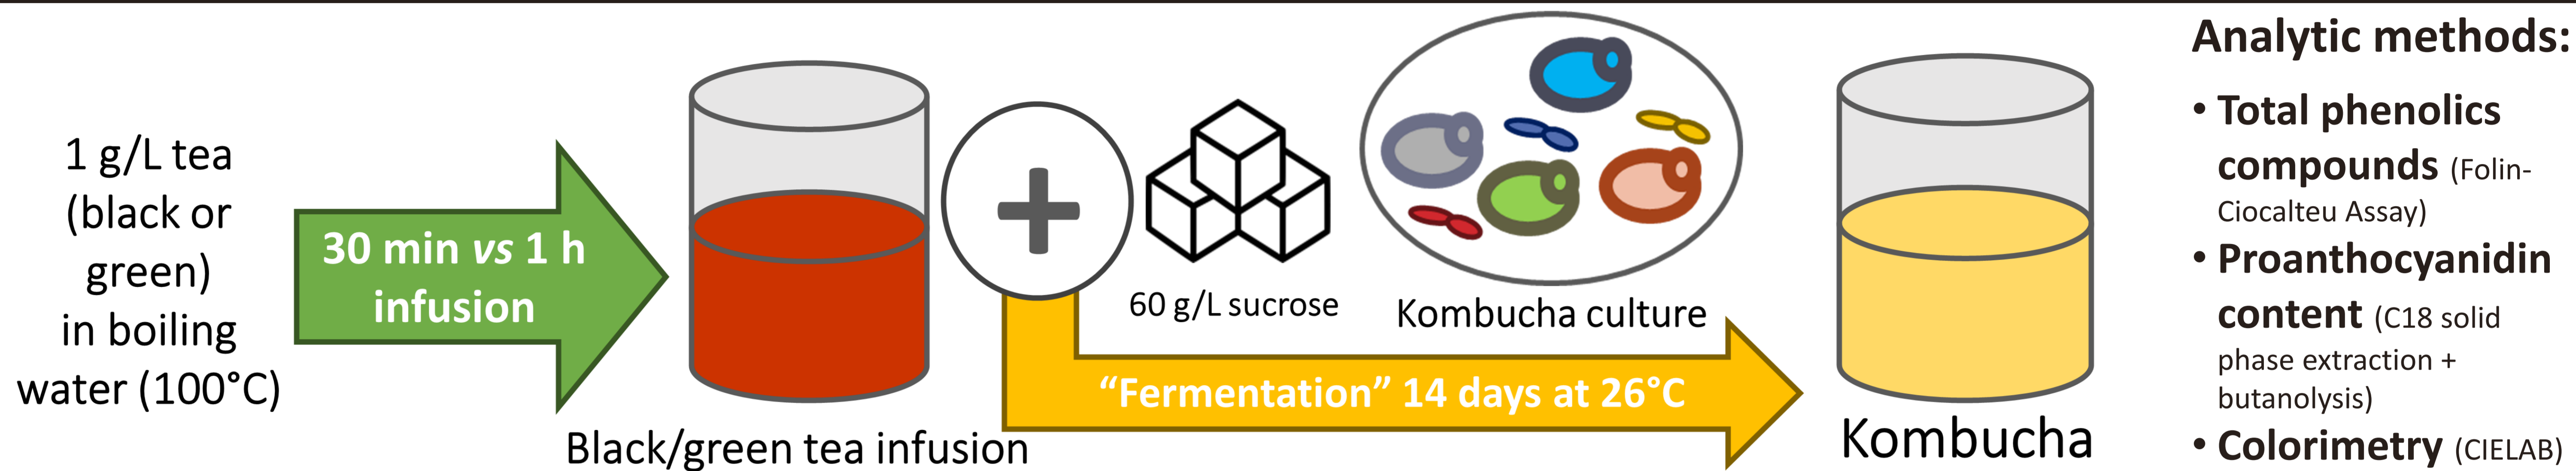 1 g/L tea
(black or
green)
in boiling
water (100°C)
30 min vs 1 h
infusion
Black/green tea infusion
60 g/L sucrose
Kombucha culture
“Fermentation” 14 days at 26°C
Kombucha
Analytic methods:
• Total phenolics
compounds (Folin-
Ciocalteu Assay)
• Proanthocyanidin
content (C18 solid
phase extraction +
butanolysis)
• Colorimetry (CIELAB)